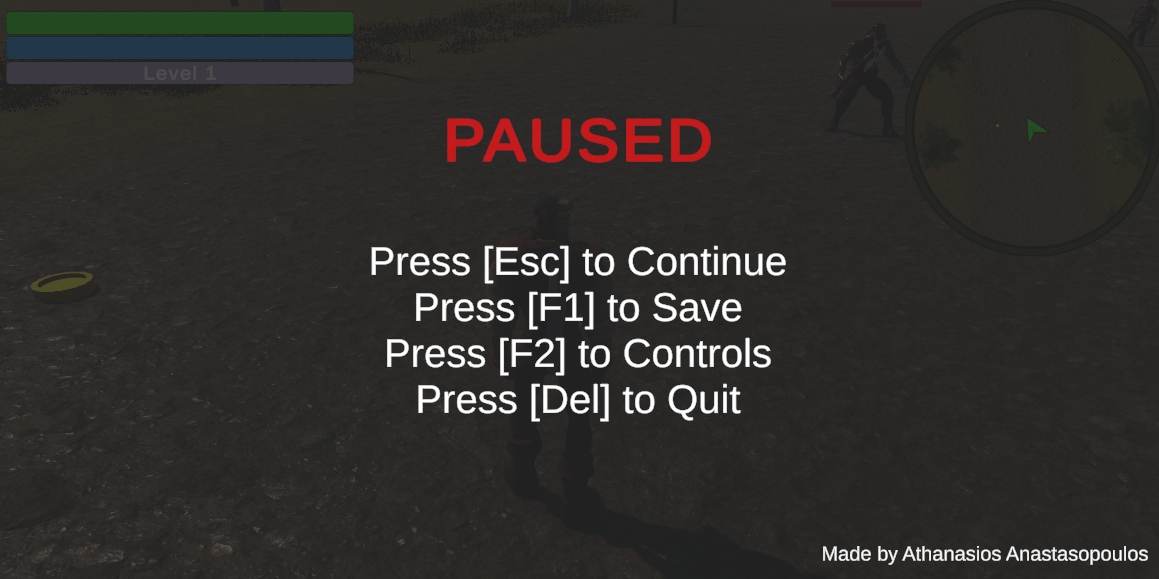 Level 1
PAUSED
Press [Esc] to Continue
Press [F1] to Save
Press [F2] to Controls
Press [Del] to Quit
Made by Athanasios Anastasopoulos